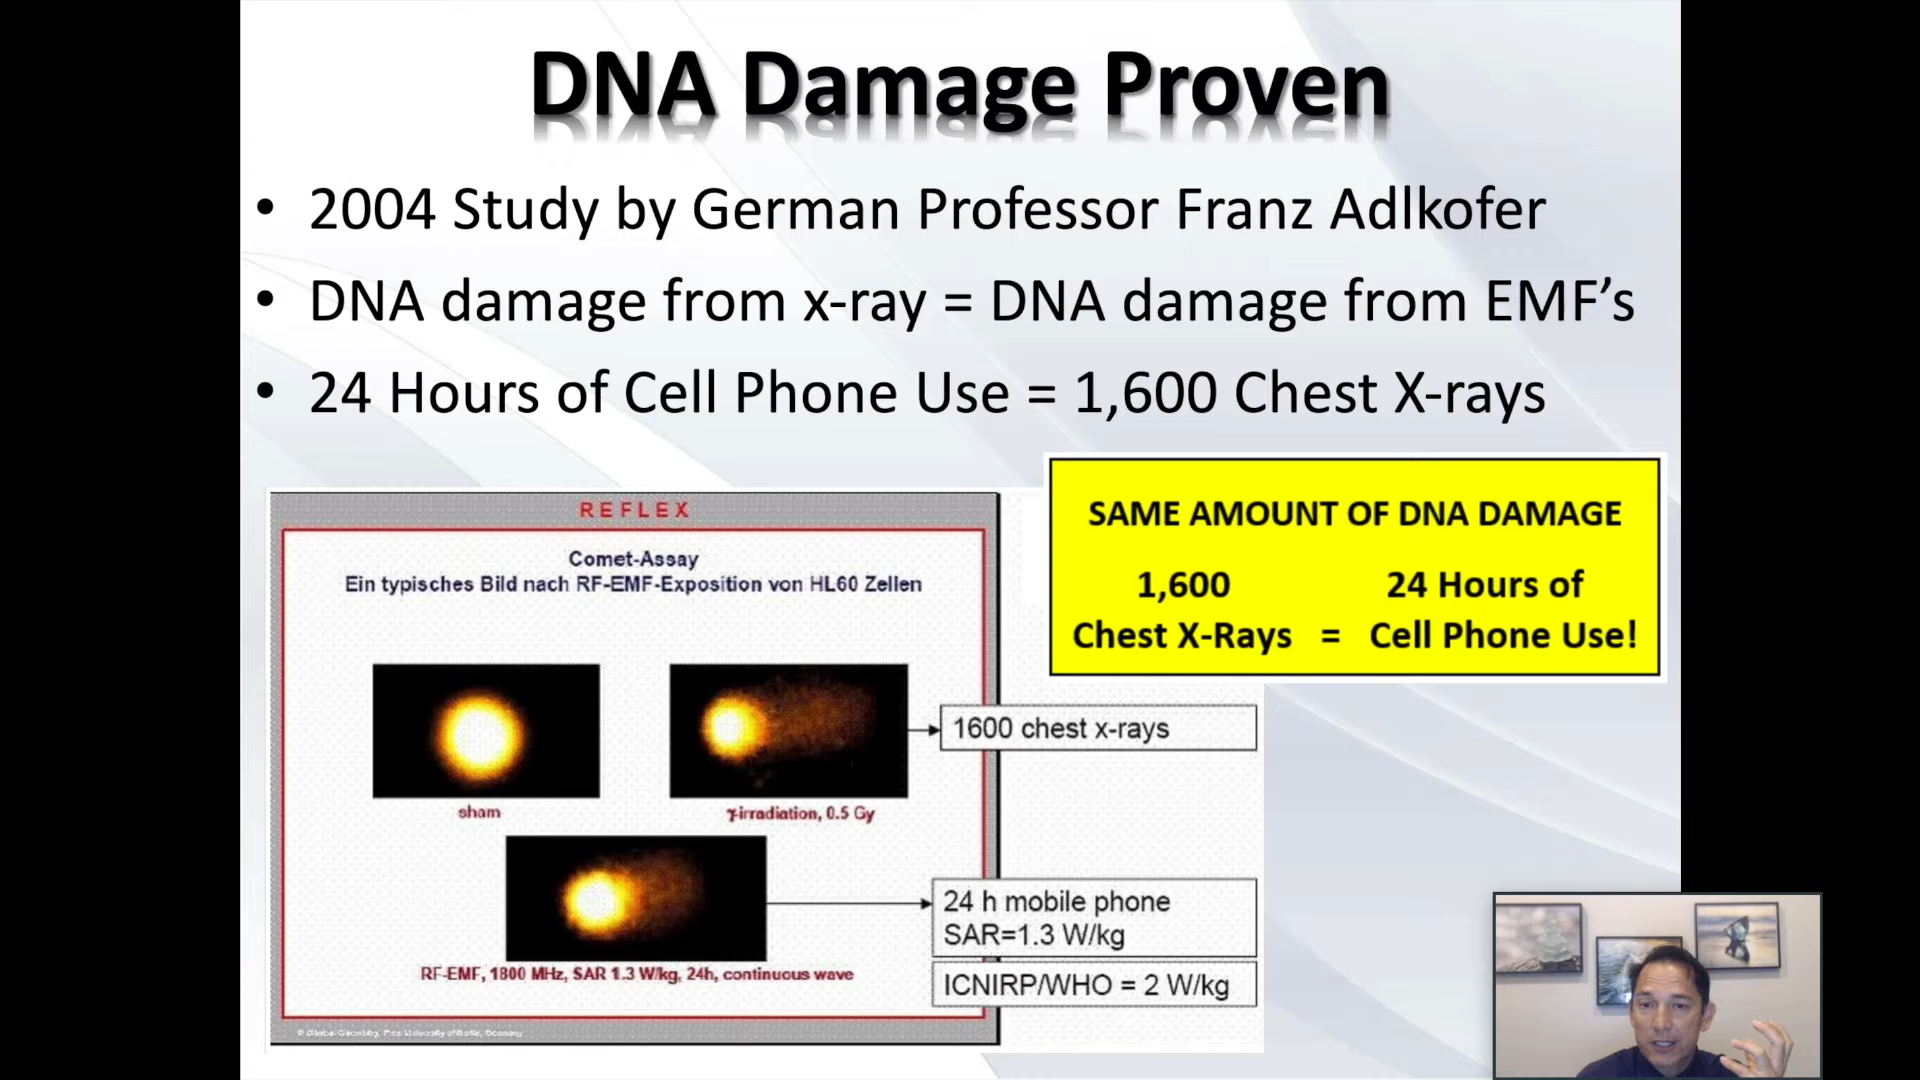 DNA Damage Proven
• 2004 Study by German Professor Franz Adlkofer
• DNA damage from x-ray = DNA damage from EMF’s
• 24 Hours of Cell Phone Use = 1,600 Chest X-rays
SAME AMOUNT OF DNA DAMAGE
1,600 24 Hours of
Chest X-Rays = Cell Phone Use!
REFLEX
Comet-Assay
Ein typisches Bild nach RF-EMF-Exposition von HL60 Zellen
1600 chest x-rays
sham
γ-irradiation, 0.5 Gy
24 h mobile phone
SAR=1.3 W/kg
RF-EMF, 1800 MHz, SAR 1.3 W/kg, 24h, continuous wave
ICNIRP/WHO = 2 W/kg